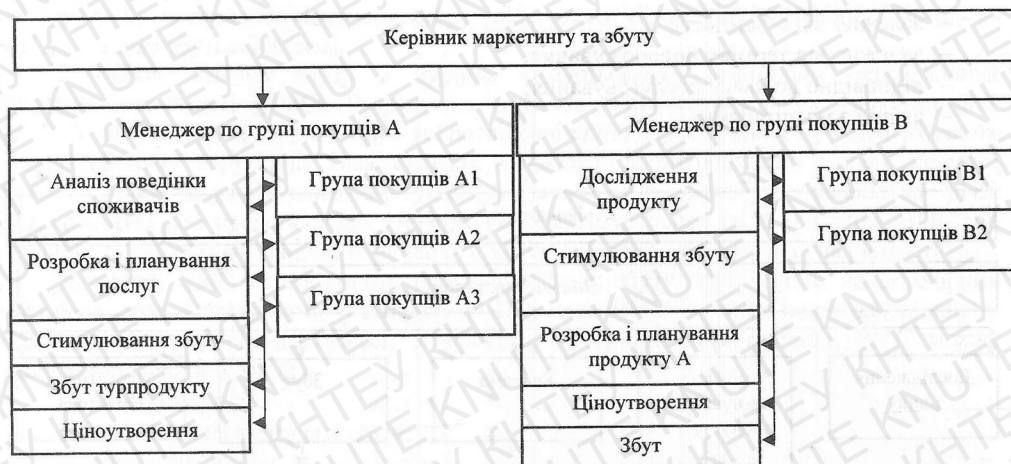 Керівник маркетингу та збуту
Менеджер по групі покупців А
Аналіз поведінки
споживачів
Розробка і планування
послуг
Стимулювання збуту
Збут турпродукту
Ціноутворення
Група покупців А1
Група покупців А2
Група покупців А3
Менеджер по групі покупців В
Дослідження
продукту
Стимулювання збуту
Розробка і планування
продукту А
Ціноутворення
Збут
Група покупців В1
Група покупців В2
КНТЕУ KNUTE